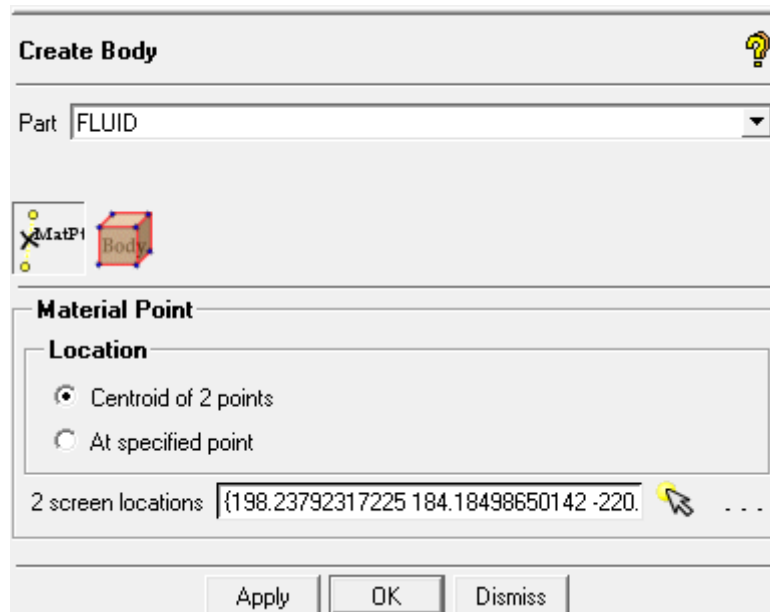 Create Body
Part FLUID
MatPt Body
Material Point
Location
Centroid of 2 points
At specified point
2 screen locations {198.23792317225 184.18498650142 -220. ...
Apply OK Dismiss